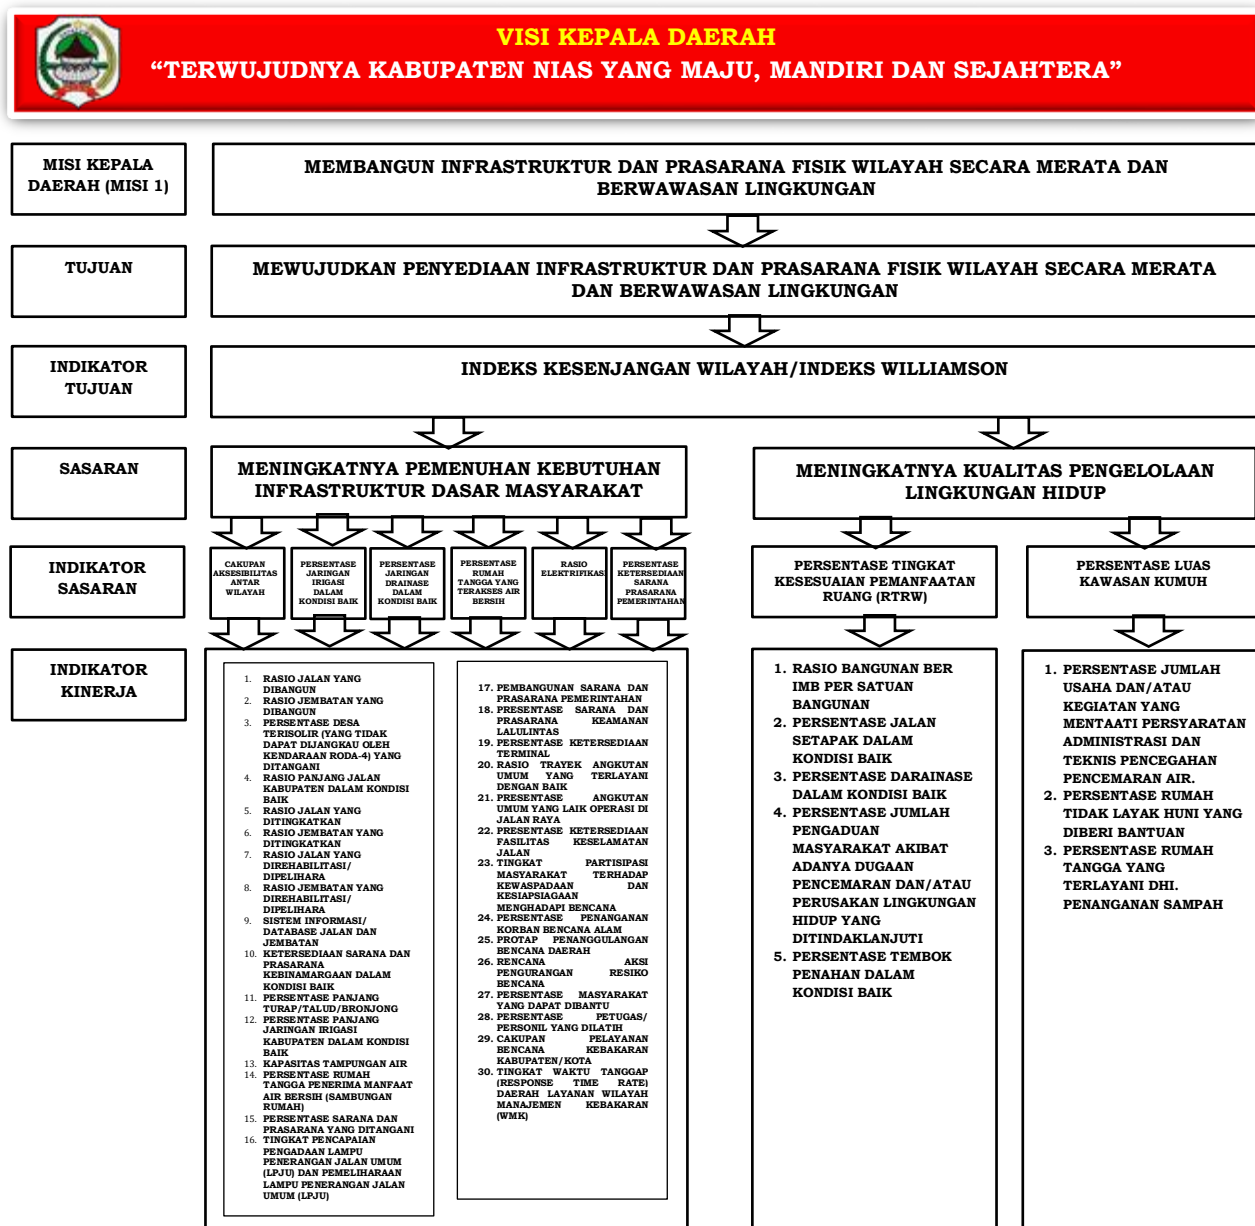 VISI KEPALA DAERAH
“TERWUJUDNYA KABUPATEN NIAS YANG MAJU, MANDIRI DAN SEJAHTERA”
MISI KEPALA
DAERAH (MISI 1)
MEMBANGUN INFRASTRUKTUR DAN PRASARANA FISIK WILAYAH SECARA MERATA DAN
BERWAWASAN LINGKUNGAN
TUJUAN
MEWUJUDKAN PENYEDIAAN INFRASTRUKTUR DAN PRASARANA FISIK WILAYAH SECARA MERATA
DAN BERWAWASAN LINGKUNGAN
INDIKATOR
TUJUAN
INDEKS KESENJANGAN WILAYAH/INDEKS WILLIAMSON
SASARAN
MENINGKATNYA PEMENUHAN KEBUTUHAN
INFRASTRUKTUR DASAR MASYARAKAT
MENINGKATNYA KUALITAS PENGELOLAAN
LINGKUNGAN HIDUP
INDIKATOR
SASARAN
CAKUPAN
AKSESIBILITAS
ANTAR
WILAYAH
PERSENTASE
JARINGAN
IRIGASI
DALAM
KONDISI BAIK
PERSENTASE
JARINGAN
DRAINASE
DALAM
KONDISI BAIK
PERSENTASE
RUMAH
TANGGA YANG
TERAKSES AIR
BERSIH
RASIO
ELEKTRIFIKASI
PERSENTASE
KETERSEDIAAN
SARANA
PRASARANA
PEMERINTAHAN
PERSENTASE TINGKAT
KESESUAIAN PEMANFAATAN
RUANG (RTRW)
PERSENTASE LUAS
KAWASAN KUMUH
INDIKATOR
KINERJA
1. RASIO JALAN YANG
DIBANGUN
2. RASIO JEMBATAN YANG
DIBANGUN
3. PERSENTASE DESA
TERISOLIR (YANG TIDAK
DAPAT DIJANGKAU OLEH
KENDARAAN RODA-4) YANG
DITANGANI
4. RASIO PANJANG JALAN
KABUPATEN DALAM KONDISI
BAIK
5. RASIO JALAN YANG
DITINGKATKAN
6. RASIO JEMBATAN YANG
DITINGKATKAN
7. RASIO JALAN YANG
DIREHABILITASI/
DIPELIHARA
8. RASIO JEMBATAN YANG
DIREHABILITASI/
DIPELIHARA
9. SISTEM INFORMASI/
DATABASE JALAN DAN
JEMBATAN
10. KETERSEDIAAN SARANA DAN
PRASARANA
KEBINAMARGAAN DALAM
KONDISI BAIK
11. PERSENTASE PANJANG
TURAP/TALUD/BRONJONG
12. PERSENTASE PANJANG
JARINGAN IRIGASI
KABUPATEN DALAM KONDISI
BAIK
13. KAPASITAS TAMPUNGAN AIR
14. PERSENTASE RUMAH
TANGGA PENERIMA MANFAAT
AIR BERSIH (SAMBUNGAN
RUMAH)
15. PERSENTASE SARANA DAN
PRASARANA YANG DITANGANI
16. TINGKAT PENCAPAIAN
PENGADAAN LAMPU
PENERANGAN JALAN UMUM
(LPJU) DAN PEMELIHARAAN
LAMPU PENERANGAN JALAN
UMUM (LPJU)
17. PEMBANGUNAN SARANA DAN
PRASARANA PEMERINTAHAN
18. PRESENTASE SARANA DAN
PRASARANA KEAMANAN
LALULINTAS
19. PERSENTASE KETERSEDIAAN
TERMINAL
20. RASIO TRAYEK ANGKUTAN
UMUM YANG TERLAYANI
DENGAN BAIK
21. PRESENTASE ANGKUTAN
UMUM YANG LAIK OPERASI DI
JALAN RAYA
22. PRESENTASE KETERSEDIAAN
FASILITAS KESELAMATAN
JALAN
23. TINGKAT PARTISIPASI
MASYARAKAT TERHADAP
KEWASPADAAN DAN
KESIAPSIAGAAN
MENGHADAPI BENCANA
24. PERSENTASE PENANGANAN
KORBAN BENCANA ALAM
25. PROTAP PENANGGULANGAN
BENCANA DAERAH
26. RENCANA AKSI
PENGURANGAN RESIKO
BENCANA
27. PERSENTASE MASYARAKAT
YANG DAPAT DIBANTU
28. PERSENTASE PETUGAS/
PERSONIL YANG DILATIH
29. CAKUPAN PELAYANAN
BENCANA KEBAKARAN
KABUPATEN/KOTA
30. TINGKAT WAKTU TANGGAP
(RESPONSE TIME RATE)
DAERAH LAYANAN WILAYAH
MANAJEMEN KEBAKARAN
(WMK)
1. RASIO BANGUNAN BER
IMB PER SATUAN
BANGUNAN
2. PERSENTASE JALAN
SETAPAK DALAM
KONDISI BAIK
3. PERSENTASE DARAINASE
DALAM KONDISI BAIK
4. PERSENTASE JUMLAH
PENGADUAN
MASYARAKAT AKIBAT
ADANYA DUGAAN
PENCEMARAN DAN/ATAU
PERUSAKAN LINGKUNGAN
HIDUP YANG
DITINDAKLANJUTI
5. PERSENTASE TEMBOK
PENAHAN DALAM
KONDISI BAIK
1. PERSENTASE JUMLAH
USAHA DAN/ATAU
KEGIATAN YANG
MENTAATI PERSYARATAN
ADMINISTRASI DAN
TEKNIS PENCEGAHAN
PENCEMARAN AIR.
2. PERSENTASE RUMAH
TIDAK LAYAK HUNI YANG
DIBERI BANTUAN
3. PERSENTASE RUMAH
TANGGA YANG
TERLAYANI DHI.
PENANGANAN SAMPAH